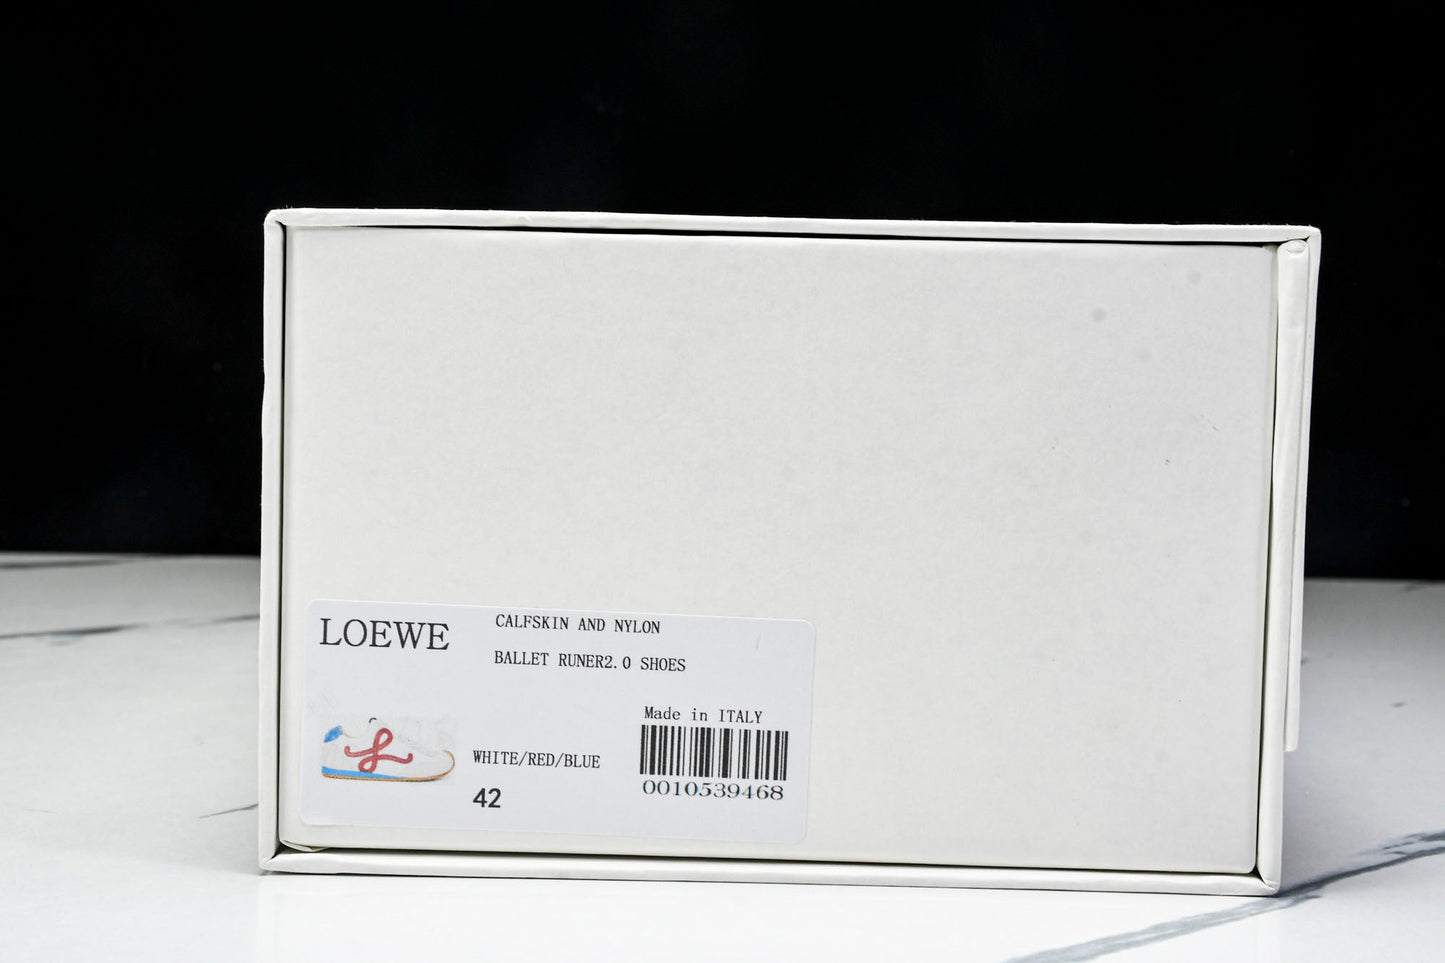 LOEWE
CALFSKIN AND NYLON
BALLET RUNER2.0 SHOES
Made in ITALY
WHITE/RED/BLUE
42
0010539468